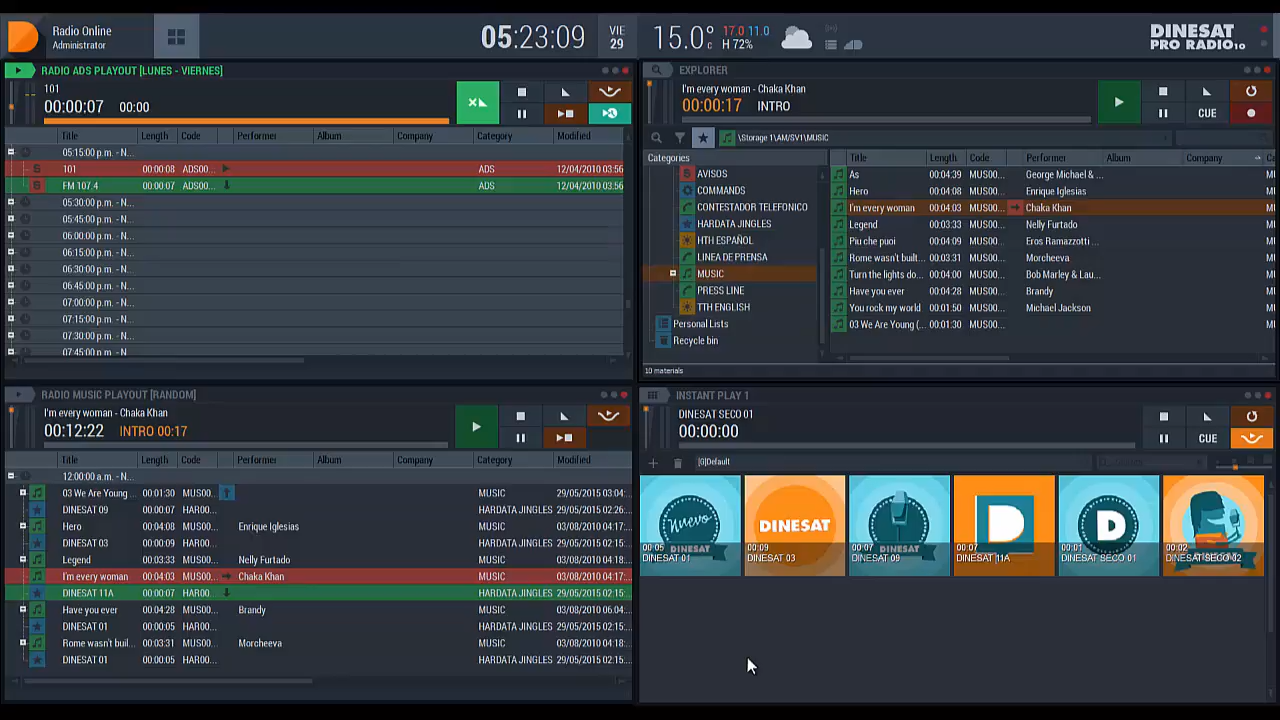 Radio Online
Administrator
05:23:09
VIE
29
15.0°c
17.0 11.0
H 72%
DINESAT
PRO RADIO10
RADIO ADS PLAYOUT [LUNES - VIERNES]
101
00:00:07 00:00
Title Length Code Performer Album Company Category Modified
05:15:00 p.m. - N...
101 00:00:08 ADS00... ADS 12/04/2010 03:56
FM 107.4 00:00:07 ADS00... ADS 12/04/2010 03:56
05:30:00 p.m. - N...
05:45:00 p.m. - N...
06:00:00 p.m. - N...
06:15:00 p.m. - N...
06:30:00 p.m. - N...
06:45:00 p.m. - N...
07:00:00 p.m. - N...
07:15:00 p.m. - N...
07:30:00 p.m. - N...
07:45:00 p.m. - N
EXPLORER
I'm every woman - Chaka Khan
00:00:17 INTRO
CUE
\Storage 1\AM/SV1\MUSIC
Categories
AVISOS
COMMANDS
CONTESTADOR TELEFONICO
HARDATA JINGLES
HTH ESPAÑOL
LINEA DE PRENSA
MUSIC
PRESS LINE
TTH ENGLISH
Personal Lists
Recycle bin
Title Length Code Performer Album Company
As 00:04:39 MUS00... George Michael & ...
Hero 00:04:08 MUS00... Enrique Iglesias
I'm every woman 00:04:03 MUS00... Chaka Khan
Legend 00:03:33 MUS00... Nelly Furtado
Piu che puoi 00:04:09 MUS00... Eros Ramazzotti ...
Rome wasn't built... 00:03:31 MUS00... Morcheeva
Turn the lights do... 00:04:00 MUS00... Bob Marley & Lau...
Have you ever 00:04:28 MUS00... Brandy
You rock my world 00:01:50 MUS00... Michael Jackson
03 We Are Young (... 00:01:30 MUS00...
10 materials
RADIO MUSIC PLAYOUT [RANDOM]
I'm every woman - Chaka Khan
00:12:22 INTRO 00:17
Title Length Code Performer Album Company Category Modified
12:00:00 a.m. - N...
03 We Are Young ... 00:01:30 MUS00... MUSIC 29/05/2015 03:04:...
DINESAT 09 00:00:07 HAR00... HARDATA JINGLES 29/05/2015 02:26...
Hero 00:04:08 MUS00... Enrique Iglesias MUSIC 03/08/2010 04:17:...
DINESAT 03 00:00:09 HAR00... HARDATA JINGLES 29/05/2015 02:15:...
Legend 00:03:33 MUS00... Nelly Furtado MUSIC 03/08/2010 04:18:...
I'm every woman 00:04:03 MUS00... Chaka Khan MUSIC 03/08/2010 04:17:...
DINESAT 11A 00:00:07 HAR00... HARDATA JINGLES 29/05/2015 02:15:...
Have you ever 00:04:28 MUS00... Brandy MUSIC 03/08/2010 06:04:...
DINESAT 01 00:00:05 HAR00... HARDATA JINGLES 29/05/2015 02:15:...
Rome wasn't buil... 00:03:31 MUS00... Morcheeva MUSIC 03/08/2010 04:18:...
DINESAT 01 00:00:05 HAR00... HARDATA JINGLES 29/05/2015 02:15:...
INSTANT PLAY 1
DINESAT SECO 01
00:00:00
CUE
[G]Default
Nuevo
DINESAT
00:05
DINESAT 01
DINESAT
00:09
DINESAT 03
DINESAT
00:07
DINESAT 09
D
00:07
DINESAT 11A
D
DINESAT
00:01
DINESAT SECO 01
DINESAT
00:02
DINESAT SECO 02